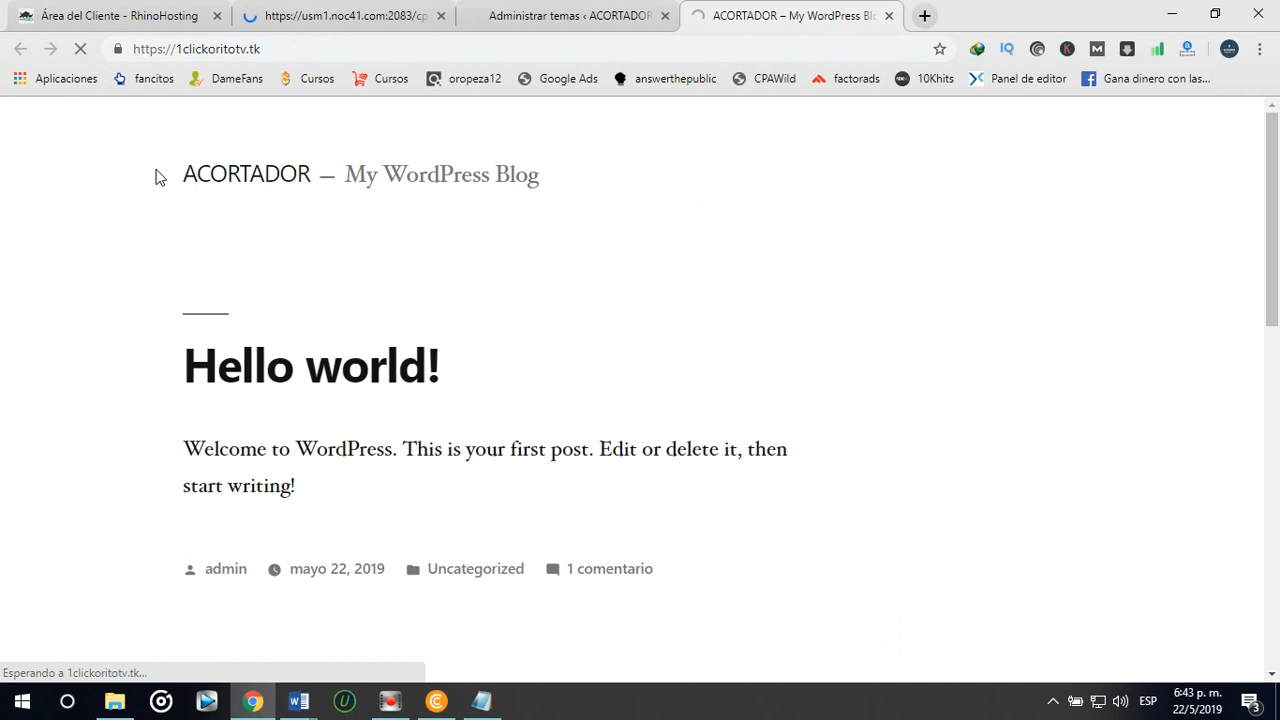 Área del Cliente - RhinoHosting
https://usm1.noc41.com:2083/cp
Administrar temas ‹ ACORTADOR
ACORTADOR – My WordPress Blo
https://1clickoritotv.tk
Aplicaciones
fancitos
DameFans
Cursos
Cursos
eropeza12
Google Ads
answerthepublic
CPAWild
factorads
10Khits
Panel de editor
Gana dinero con las...
ACORTADOR — My WordPress Blog
Hello world!
Welcome to WordPress. This is your first post. Edit or delete it, then
start writing!
admin
mayo 22, 2019
Uncategorized
1 comentario
Esperando a 1clickoritotv.tk...
ESP
6:43 p. m.
22/5/2019
3